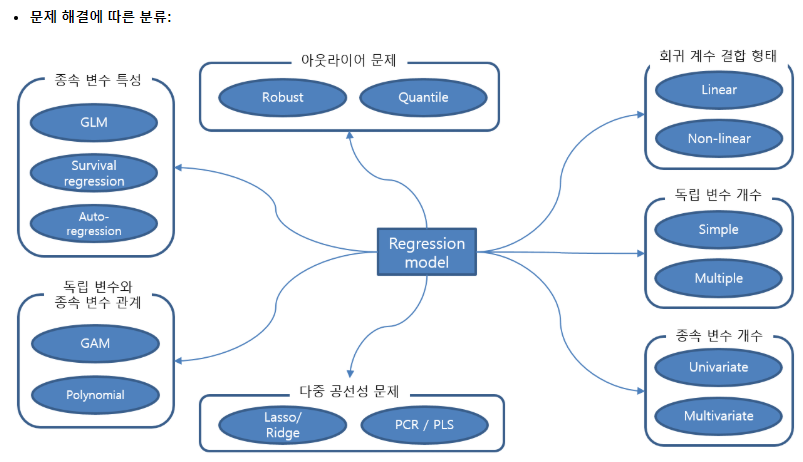 • 문제 해결에 따른 분류:
종속 변수 특성
GLM
Survival
regression
Auto-
regression
아웃라이어 문제
Robust
Quantile
회귀 계수 결합 형태
Linear
Non-linear
독립 변수 개수
Simple
Multiple
Regression
model
독립 변수와
종속 변수 관계
GAM
Polynomial
다중 공선성 문제
Lasso/
Ridge
PCR / PLS
종속 변수 개수
Univariate
Multivariate